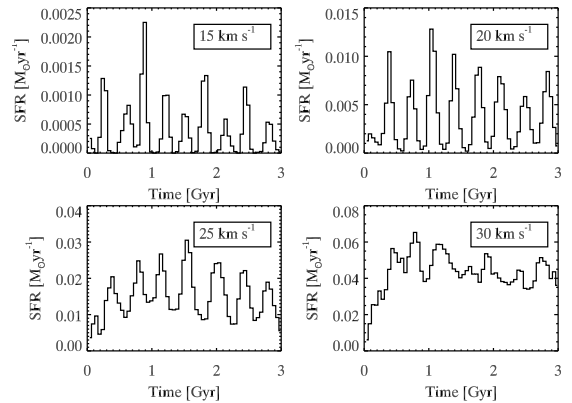 15 km s⁻¹
SFR [M⊙yr⁻¹]
0.0025
0.0020
0.0015
0.0010
0.0005
0.0000
0 1 2 3
Time [Gyr]
20 km s⁻¹
SFR [M⊙yr⁻¹]
0.015
0.010
0.005
0.000
0 1 2 3
Time [Gyr]
25 km s⁻¹
SFR [M⊙yr⁻¹]
0.04
0.03
0.02
0.01
0.00
0 1 2 3
Time [Gyr]
30 km s⁻¹
SFR [M⊙yr⁻¹]
0.08
0.06
0.04
0.02
0.00
0 1 2 3
Time [Gyr]